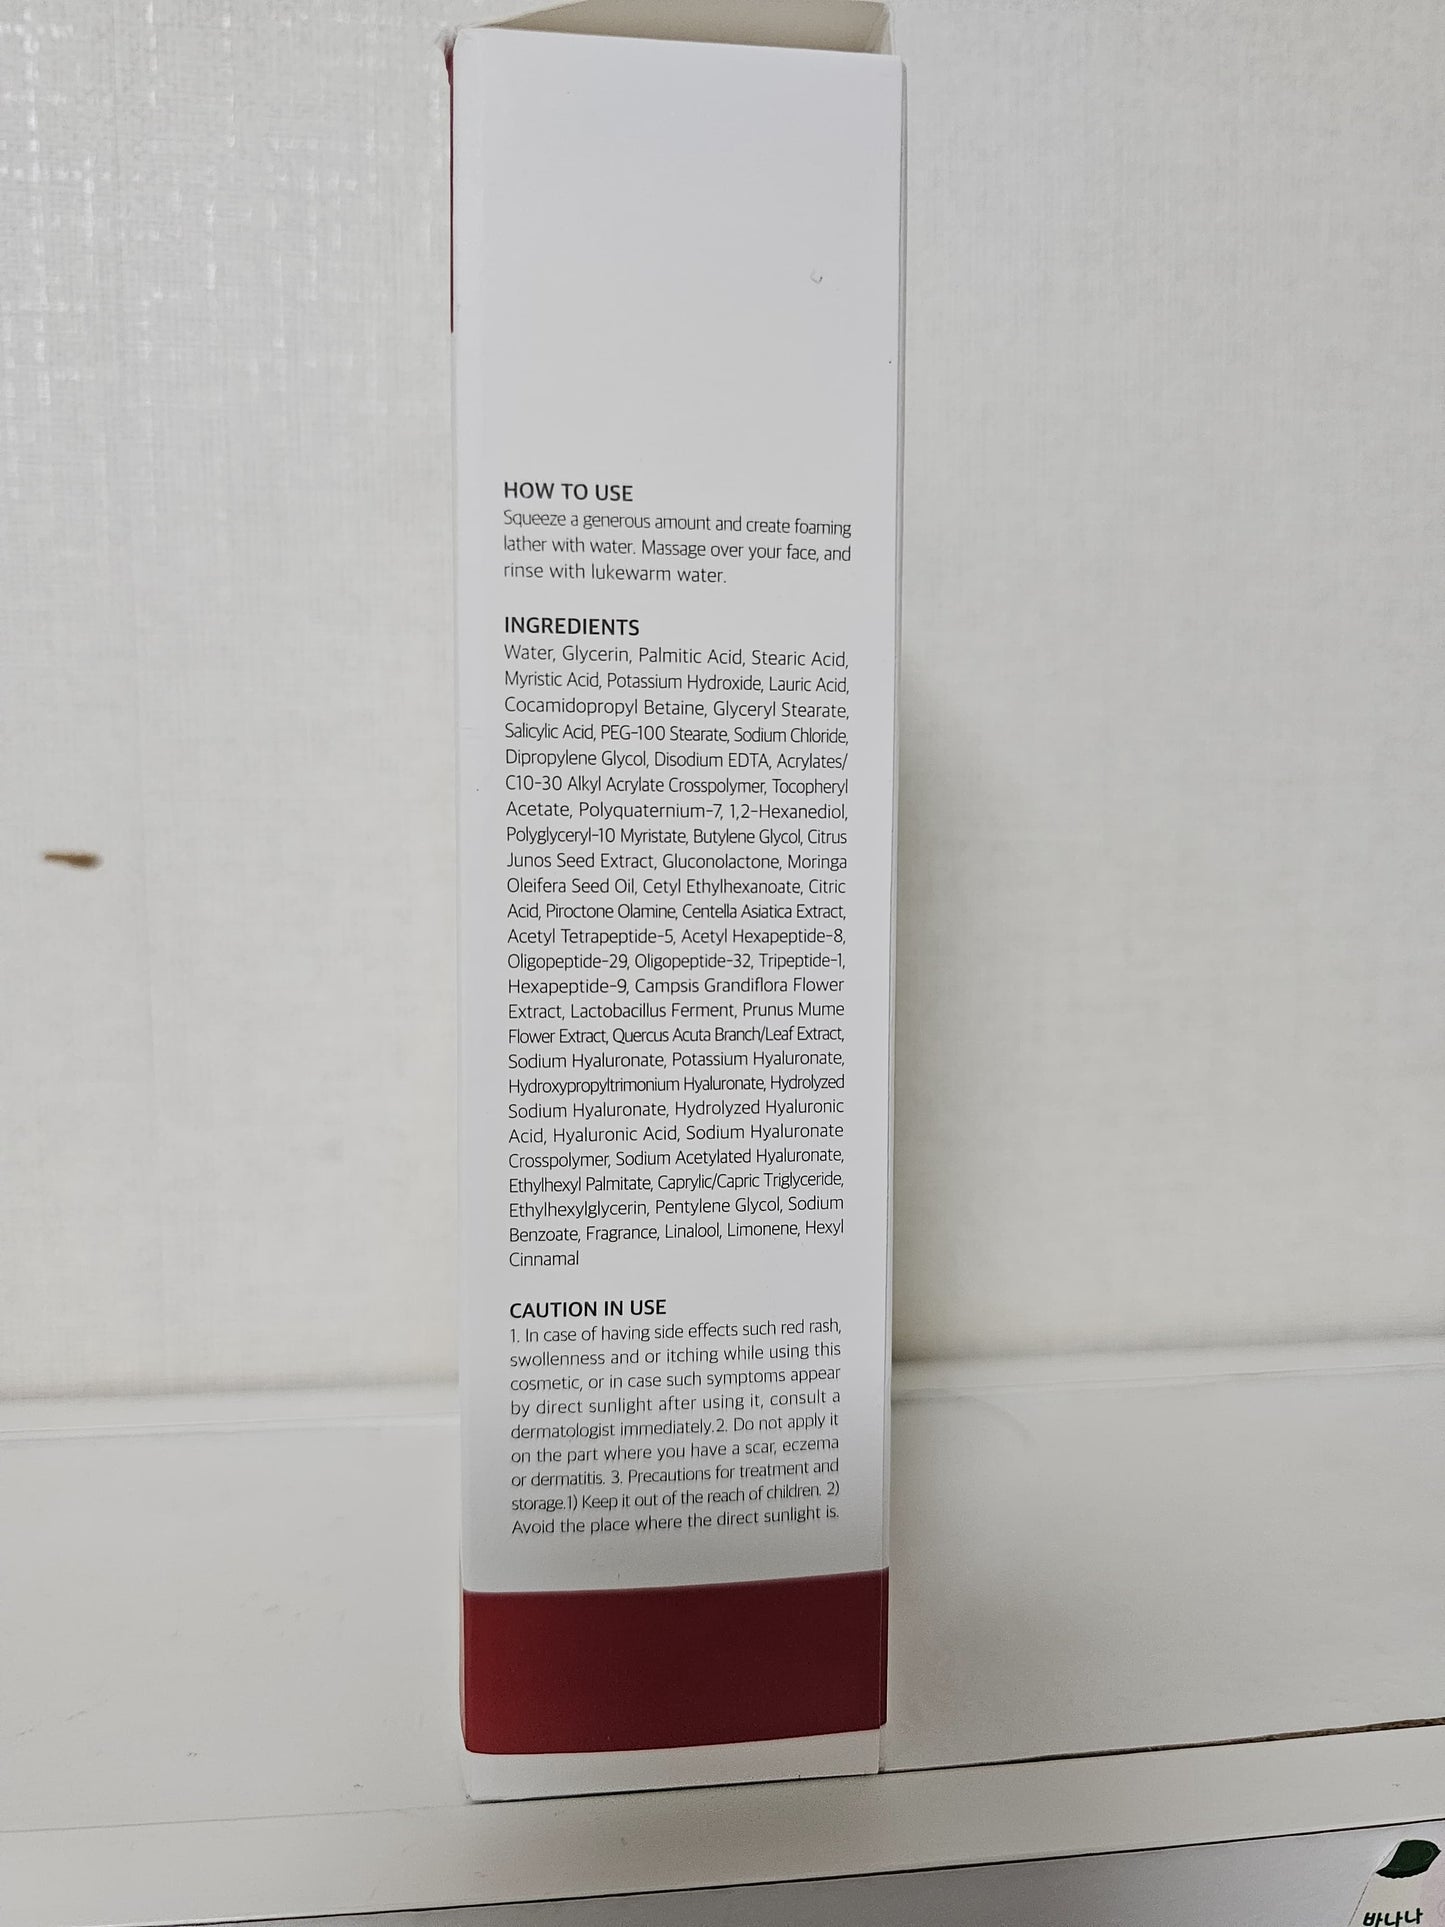 HOW TO USE
Squeeze a generous amount and create foaming
lather with water. Massage over your face, and
rinse with lukewarm water.
INGREDIENTS
Water, Glycerin, Palmitic Acid, Stearic Acid,
Myristic Acid, Potassium Hydroxide, Lauric Acid,
Cocamidopropyl Betaine, Glyceryl Stearate,
Salicylic Acid, PEG-100 Stearate, Sodium Chloride,
Dipropylene Glycol, Disodium EDTA, Acrylates/
C10-30 Alkyl Acrylate Crosspolymer, Tocopheryl
Acetate, Polyquaternium-7, 1,2-Hexanediol,
Polyglyceryl-10 Myristate, Butylene Glycol, Citrus
Junos Seed Extract, Gluconolactone, Moringa
Oleifera Seed Oil, Cetyl Ethylhexanoate, Citric
Acid, Piroctone Olamine, Centella Asiatica Extract,
Acetyl Tetrapeptide-5, Acetyl Hexapeptide-8,
Oligopeptide-29, Oligopeptide-32, Tripeptide-1,
Hexapeptide-9, Campsis Grandiflora Flower
Extract, Lactobacillus Ferment, Prunus Mume
Flower Extract, Quercus Acuta Branch/Leaf Extract,
Sodium Hyaluronate, Potassium Hyaluronate,
Hydroxypropyltrimonium Hyaluronate, Hydrolyzed
Sodium Hyaluronate, Hydrolyzed Hyaluronic
Acid, Hyaluronic Acid, Sodium Hyaluronate
Crosspolymer, Sodium Acetylated Hyaluronate,
Ethylhexyl Palmitate, Caprylic/Capric Triglyceride,
Ethylhexylglycerin, Pentylene Glycol, Sodium
Benzoate, Fragrance, Linalool, Limonene, Hexyl
Cinnamal
CAUTION IN USE
1. In case of having side effects such red rash,
swollenness and or itching while using this
cosmetic, or in case such symptoms appear
by direct sunlight after using it, consult a
dermatologist immediately.2. Do not apply it
on the part where you have a scar, eczema
or dermatitis. 3. Precautions for treatment and
storage.1) Keep it out of the reach of children. 2)
Avoid the place where the direct sunlight is.
바나나